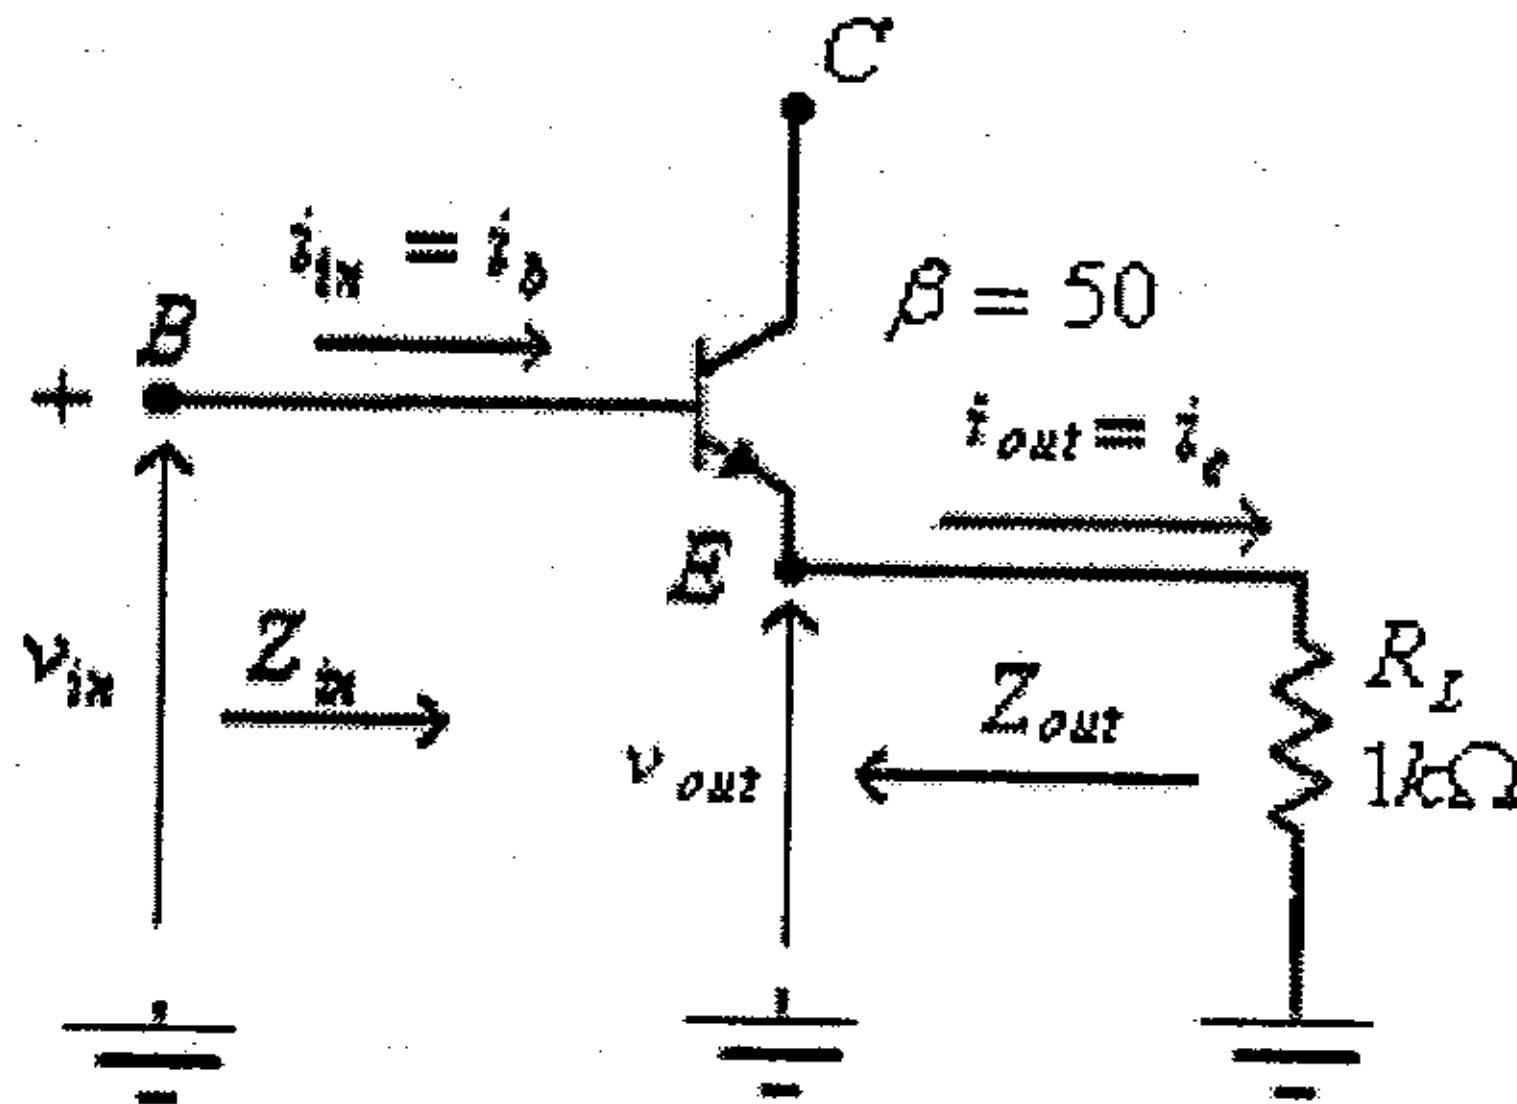 C
i_in = i_b
B
β = 50
+
i_out = i_e
E
v_in
Z_in
R_L
Z_out
v_out
1kΩ